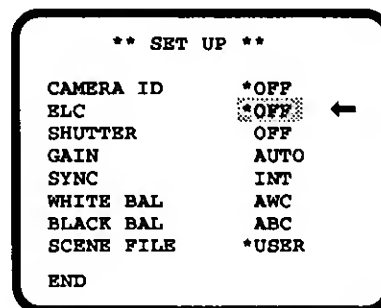 ** SET UP **
CAMERA ID *OFF
ELC *OFF ←
SHUTTER OFF
GAIN AUTO
SYNC INT
WHITE BAL AWC
BLACK BAL ABC
SCENE FILE *USER
END